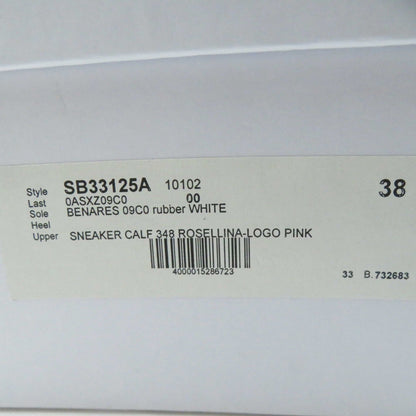 Style SB33125A 10102 38
Last 0ASXZ09C0 00
Sole BENARES 09C0 rubber WHITE
Heel
Upper SNEAKER CALF 348 ROSELLINA-LOGO PINK
4000015286723
33 B. 732683